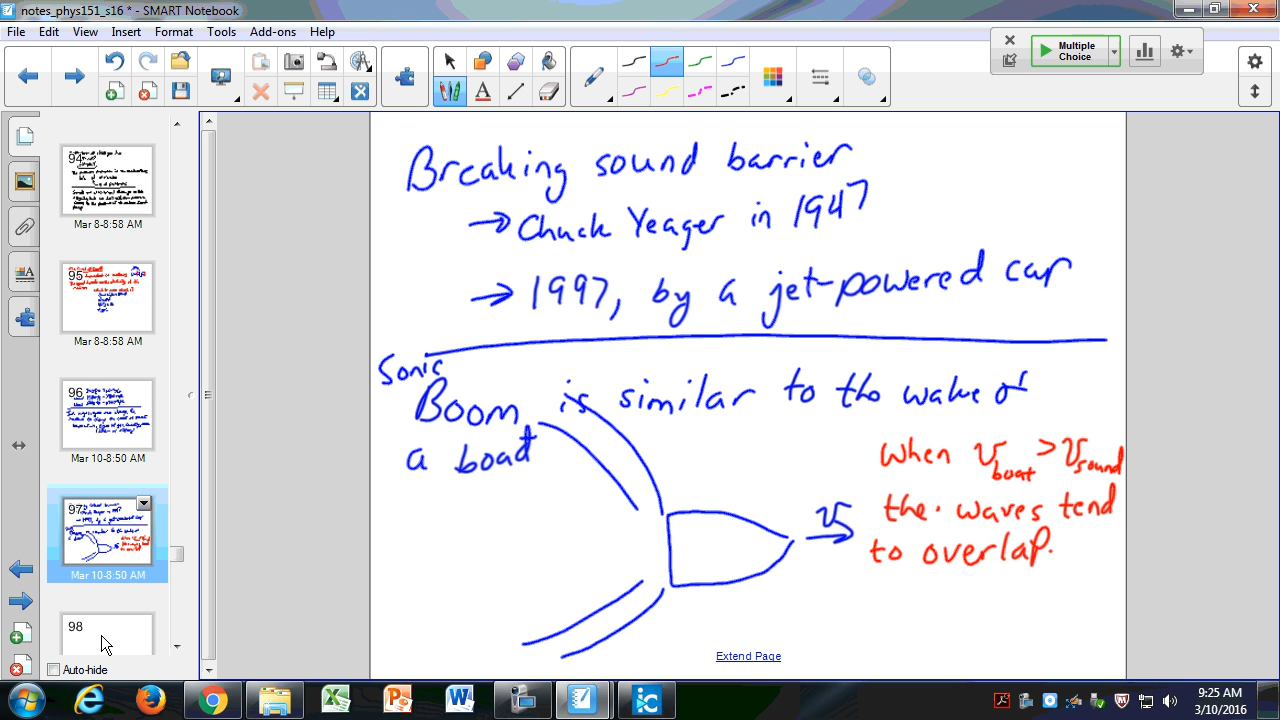 notes_phys151_s16 * - SMART Notebook
File Edit View Insert Format Tools Add-ons Help
Multiple
Choice
94
Mar 8-8:58 AM
95
Mar 8-8:58 AM
96
Mar 10-8:50 AM
97
Mar 10-8:50 AM
98
Auto-hide
Breaking sound barrier
→ Chuck Yeager in 1947
→ 1997, by a jet-powered car
Sonic
Boom is similar to the wake of
a boat
When v boat > v sound
the waves tend
to overlap.
v
Extend Page
9:25 AM
3/10/2016